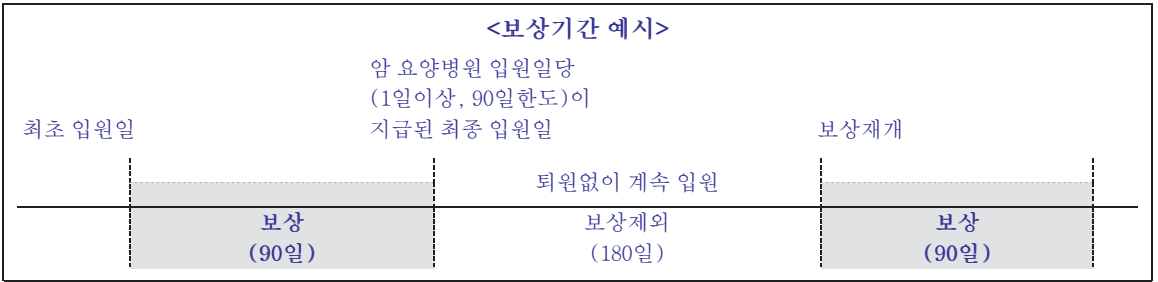 <보상기간 예시>
암 요양병원 입원일당
(1일이상, 90일한도)이
최초 입원일
지급된 최종 입원일
보상재개
퇴원없이 계속 입원
보상
보상제외
보상
(90일)
(180일)
(90일)